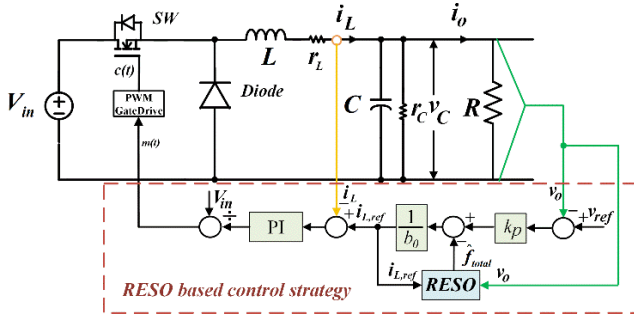 SW
i_L
i_o
c(t)
L
r_L
V_in
PWM
GateDrive
Diode
C
r_C
v_C
R
m(t)
V_in
÷
i_L
−
+
i_L,ref
PI
1
b_0
+
−
f̂_total
k_p
v_o
−
+
v_ref
i_L,ref
RESO
v_o
RESO based control strategy